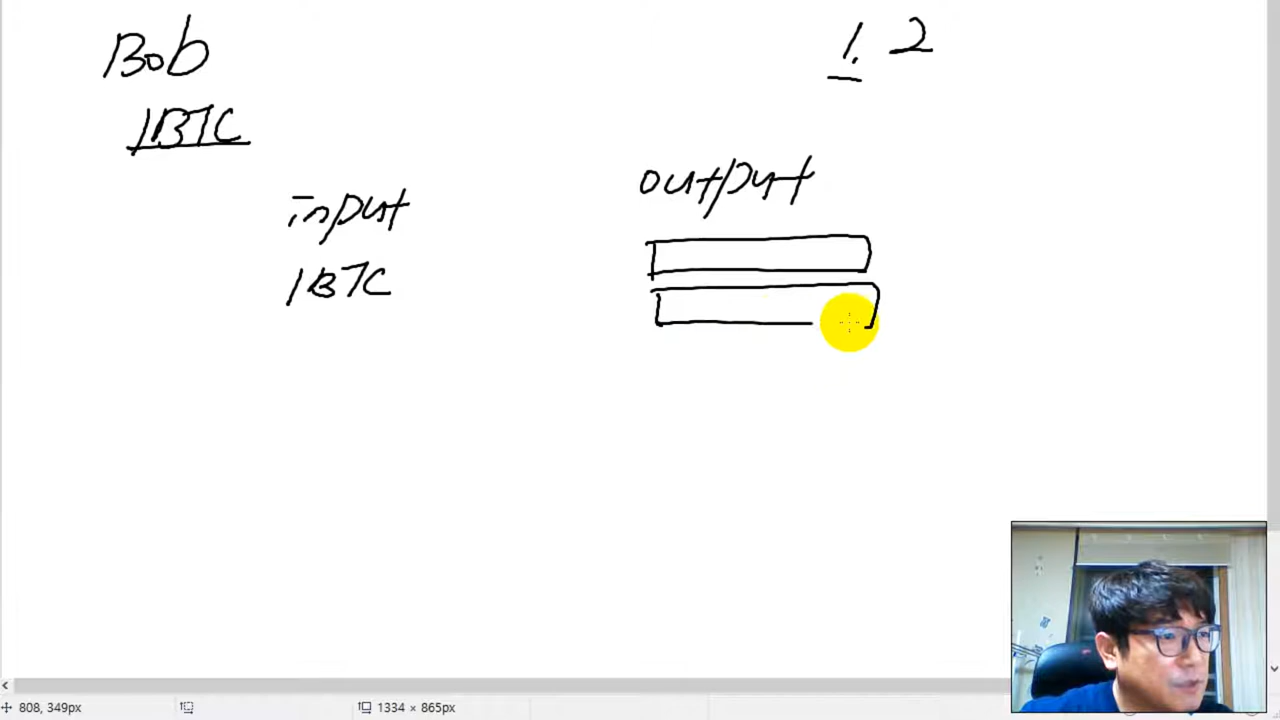 Bob
1. 2
1BTC
output
input
1BTC
808, 349px
1334 × 865px